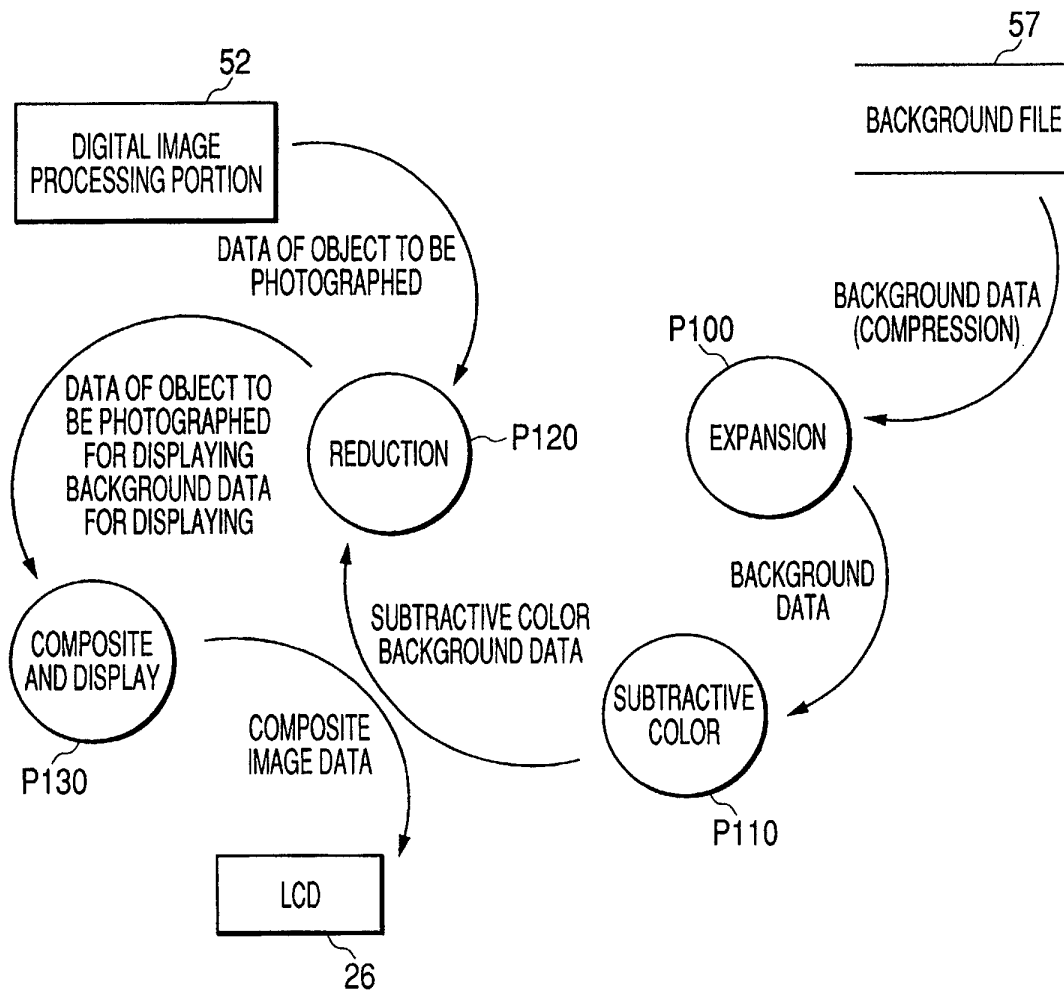 52
DIGITAL IMAGE
PROCESSING PORTION
57
BACKGROUND FILE
DATA OF OBJECT TO BE
PHOTOGRAPHED
BACKGROUND DATA
(COMPRESSION)
P100
EXPANSION
DATA OF OBJECT TO
BE PHOTOGRAPHED
FOR DISPLAYING
BACKGROUND DATA
FOR DISPLAYING
REDUCTION
P120
BACKGROUND
DATA
SUBTRACTIVE COLOR
BACKGROUND DATA
COMPOSITE
AND DISPLAY
P130
SUBTRACTIVE
COLOR
P110
COMPOSITE
IMAGE DATA
LCD
26